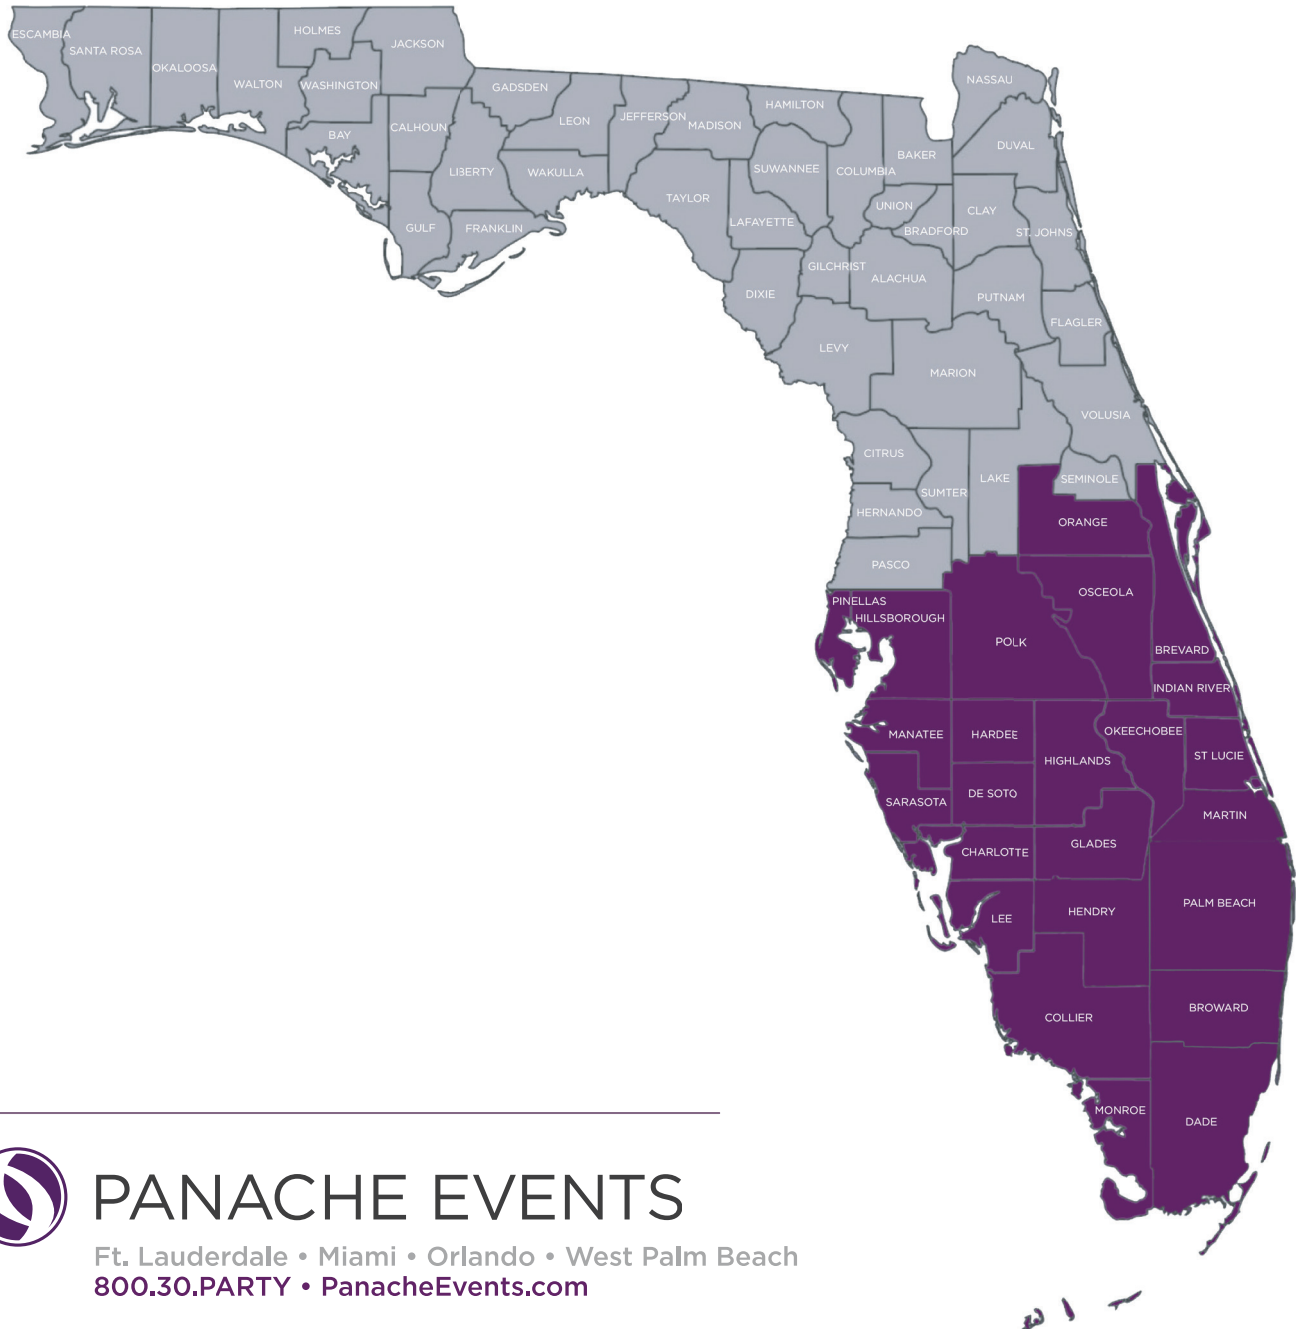 ESCAMBIA
SANTA ROSA
OKALOOSA
WALTON
HOLMES
WASHINGTON
JACKSON
BAY
CALHOUN
GULF
LIBERTY
GADSDEN
FRANKLIN
LEON
WAKULLA
JEFFERSON
MADISON
TAYLOR
HAMILTON
SUWANNEE
LAFAYETTE
DIXIE
COLUMBIA
GILCHRIST
BAKER
UNION
BRADFORD
ALACHUA
LEVY
NASSAU
DUVAL
CLAY
ST. JOHNS
PUTNAM
FLAGLER
MARION
VOLUSIA
CITRUS
SUMTER
LAKE
SEMINOLE
HERNANDO
ORANGE
PASCO
PINELLAS
HILLSBOROUGH
POLK
OSCEOLA
BREVARD
INDIAN RIVER
MANATEE
HARDEE
HIGHLANDS
OKEECHOBEE
ST LUCIE
SARASOTA
DE SOTO
MARTIN
CHARLOTTE
GLADES
LEE
HENDRY
PALM BEACH
COLLIER
BROWARD
MONROE
DADE
PANACHE EVENTS
Ft. Lauderdale • Miami • Orlando • West Palm Beach
800.30.PARTY • PanacheEvents.com